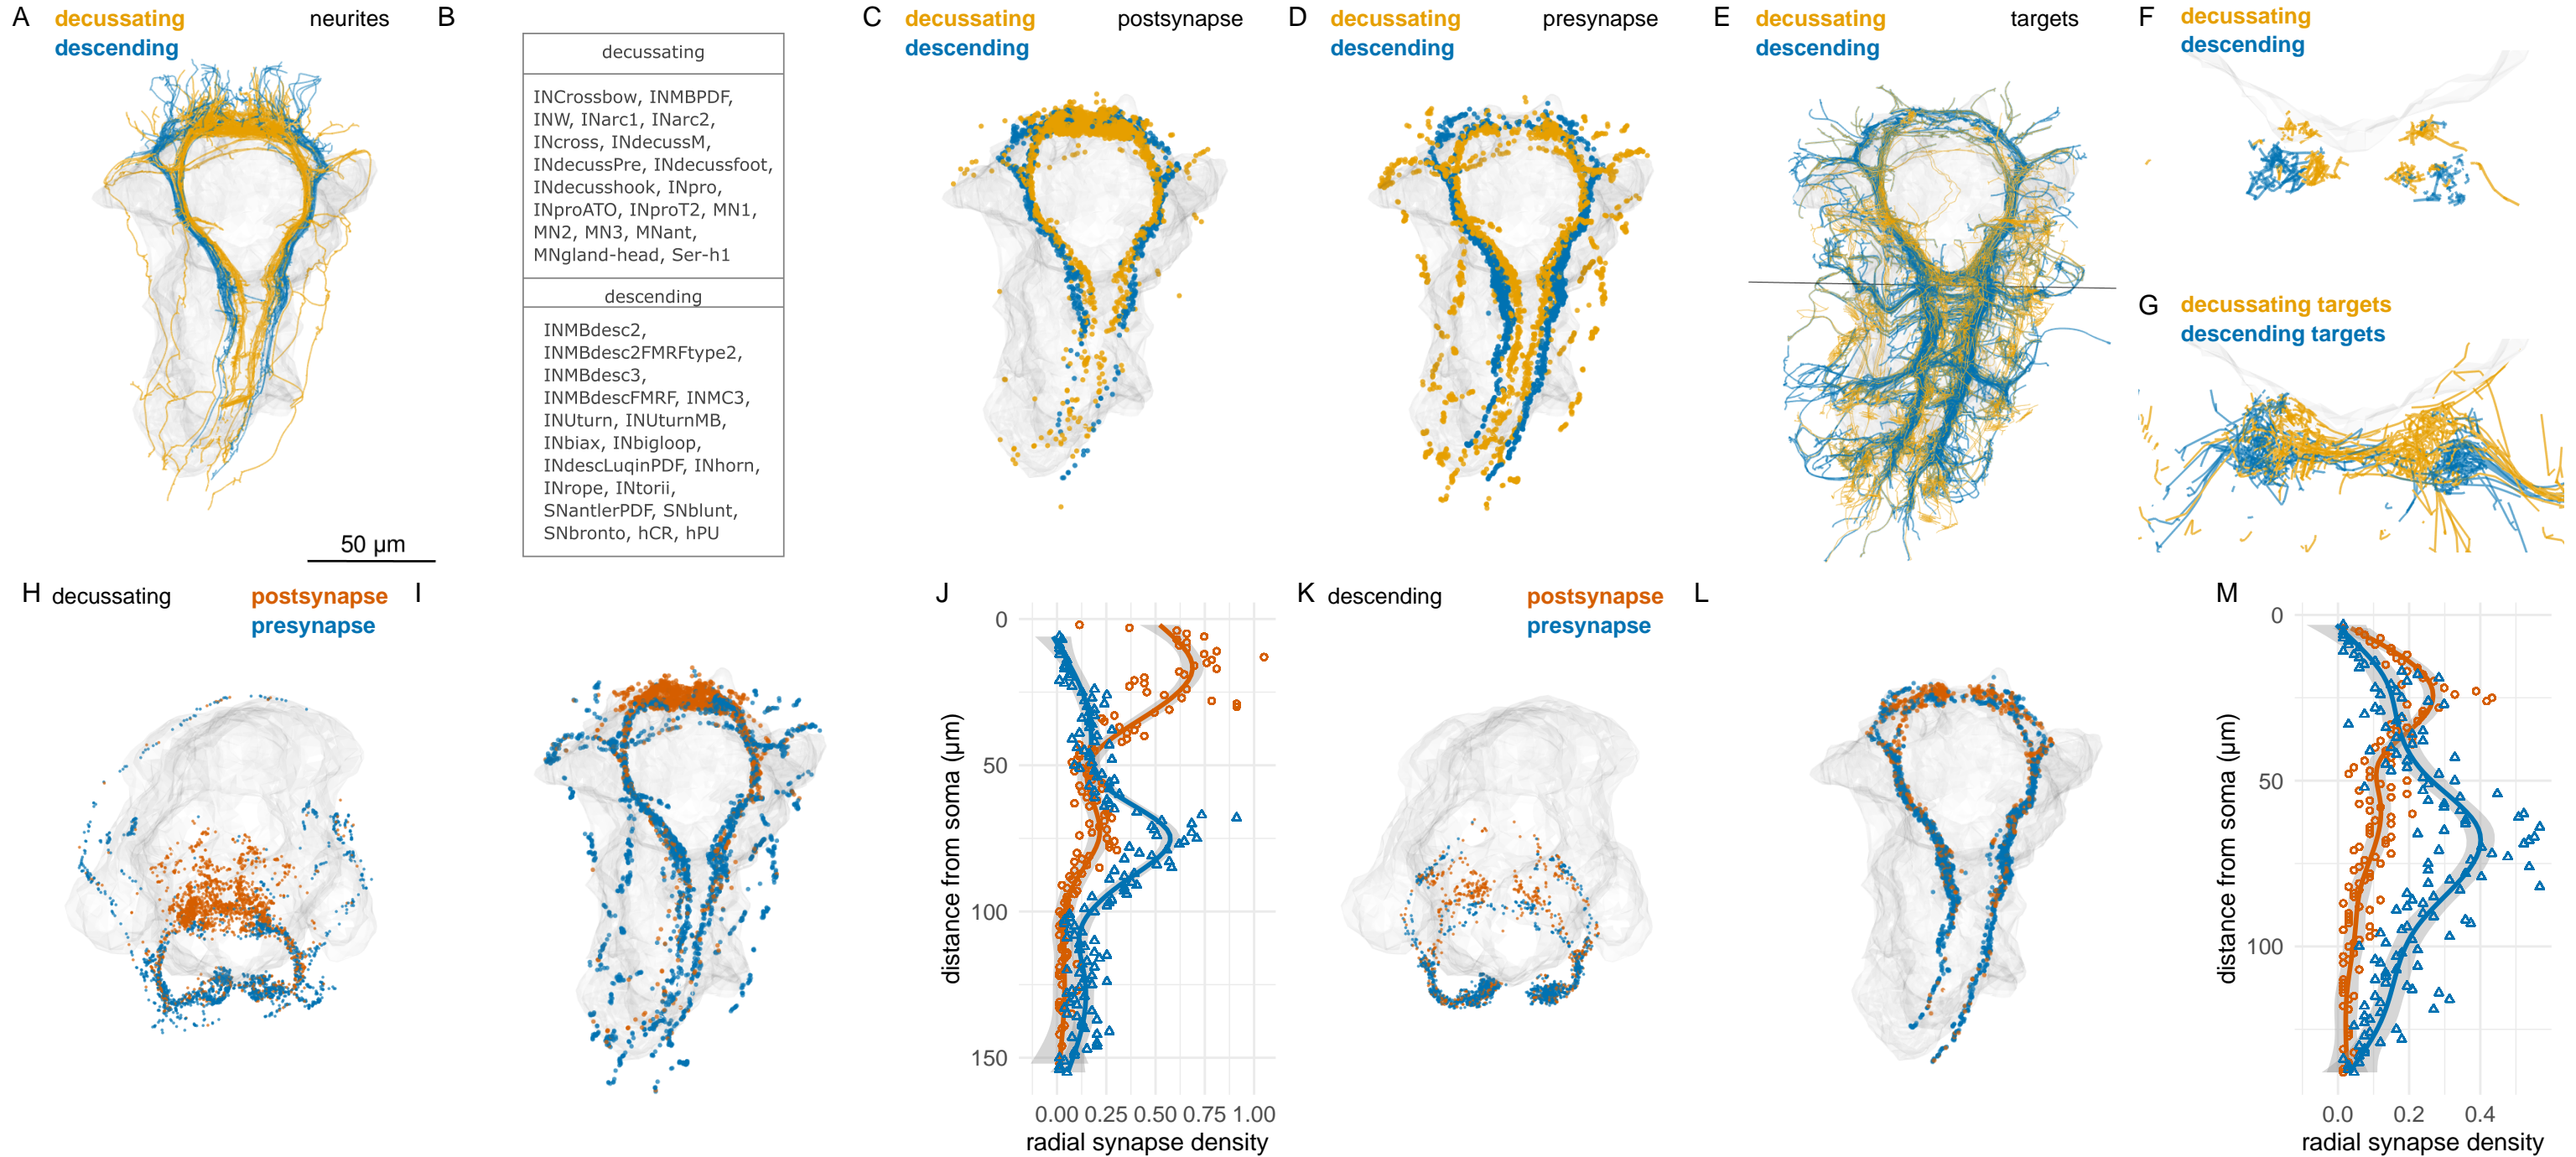 A
decussating
descending
neurites
B
decussating
INCrossbow, INMBPDF,
INW, INarc1, INarc2,
INcross, INdecussM,
INdecussPre, INdecussfoot,
INdecusshook, INpro,
INproATO, INproT2, MN1,
MN2, MN3, MNant,
MNgland-head, Ser-h1
descending
INMBdesc2,
INMBdesc2FMRFtype2,
INMBdesc3,
INMBdescFMRF, INMC3,
INUturn, INUturnMB,
INbiax, INbigloop,
INdescLuqinPDF, INhorn,
INrope, INtorii,
SNantlerPDF, SNblunt,
SNbronto, hCR, hPU
50 µm
C
decussating
descending
postsynapse
D
decussating
descending
presynapse
E
decussating
descending
targets
F
decussating
descending
G
decussating targets
descending targets
H
decussating
postsynapse
presynapse
I
J
0
50
100
150
distance from soma (µm)
0.00 0.25 0.50 0.75 1.00
radial synapse density
K
descending
postsynapse
presynapse
L
M
0
50
100
distance from soma (µm)
0.0 0.2 0.4
radial synapse density